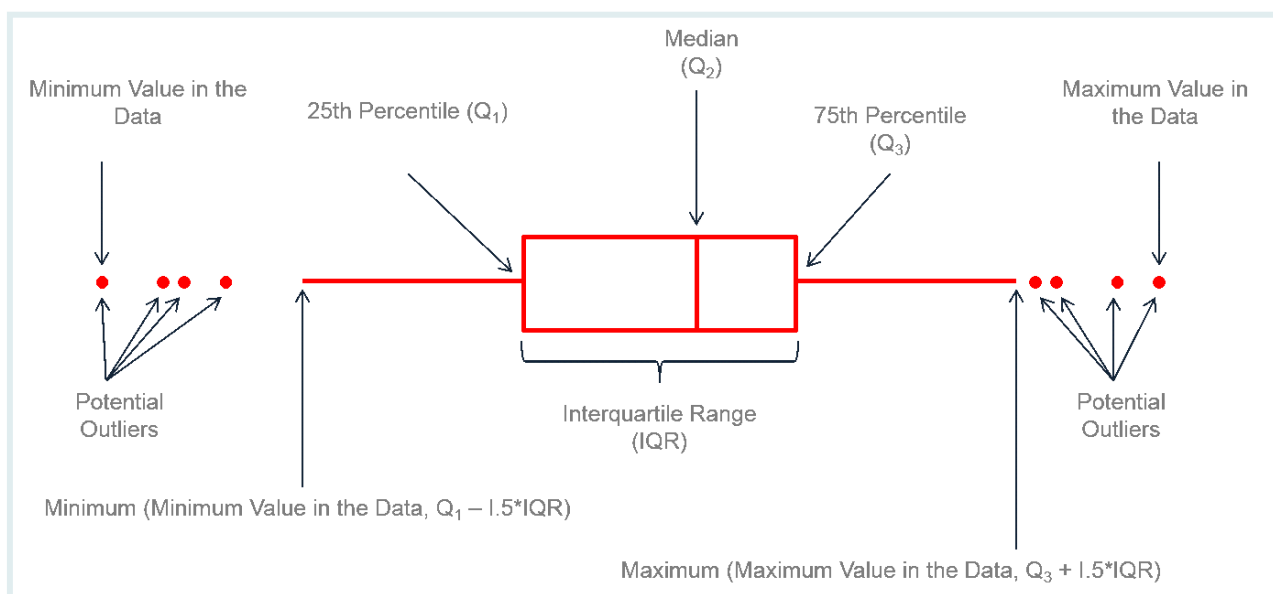 Median
(Q₂)
Minimum Value in the
Data
25th Percentile (Q₁)
75th Percentile
(Q₃)
Maximum Value in
the Data
Potential
Outliers
Interquartile Range
(IQR)
Potential
Outliers
Minimum (Minimum Value in the Data, Q₁ – I.5*IQR)
Maximum (Maximum Value in the Data, Q₃ + I.5*IQR)